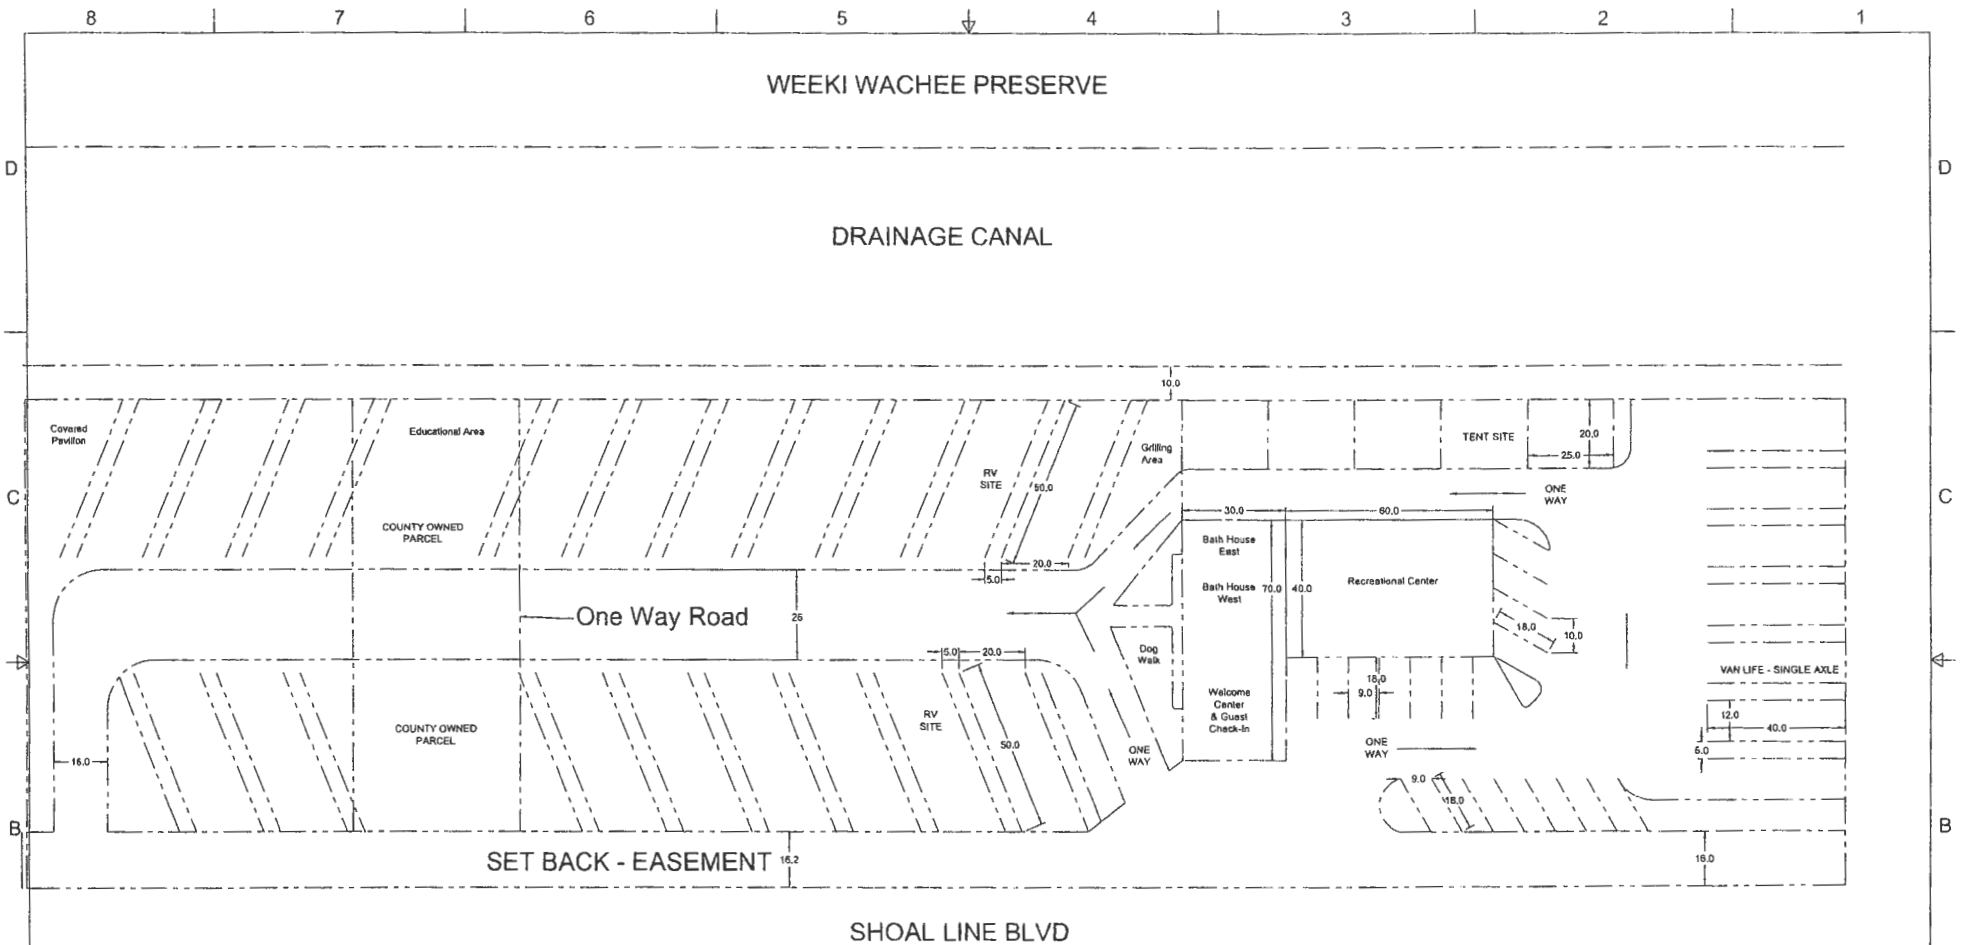 8 7 6 5 4 3 2 1
WEEKI WACHEE PRESERVE
D D
DRAINAGE CANAL
10.0
Covered
Pavilion
Educational Area
Grilling
Area
TENT SITE
20.0
25.0
RV
SITE
50.0
C C
ONE
WAY
30.0
60.0
COUNTY OWNED
PARCEL
Bath House
East
Bath House
West
70.0
40.0
Recreational Center
20.0
5.0
One Way Road
26
18.0
10.0
5.0
20.0
Dog
Walk
VAN LIFE - SINGLE AXLE
18.0
9.0
Welcome
Center
& Guest
Check-In
RV
SITE
50.0
COUNTY OWNED
PARCEL
12.0
40.0
ONE
WAY
ONE
WAY
16.0
9.0
18.0
B B
SET BACK - EASEMENT
16.2
16.0
SHOAL LINE BLVD